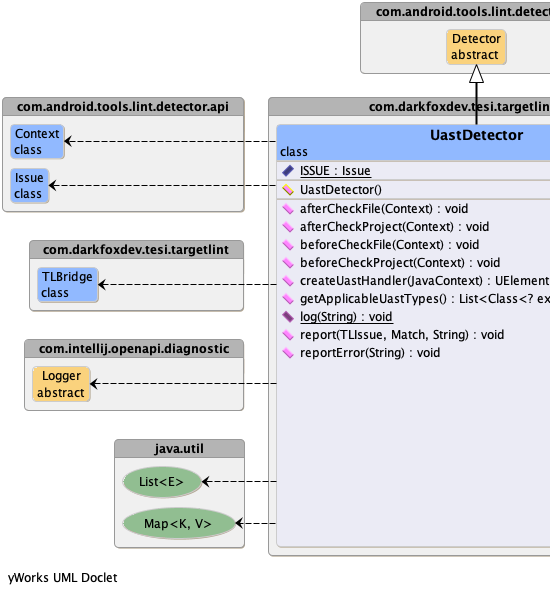 com.android.tools.lint.detect
Detector
abstract
com.android.tools.lint.detector.api
Context
class
Issue
class
com.darkfoxdev.tesi.targetlint
TLBridge
class
com.intellij.openapi.diagnostic
Logger
abstract
java.util
List<E>
Map<K, V>
com.darkfoxdev.tesi.targetlin
UastDetector
class
ISSUE : Issue
UastDetector()
afterCheckFile(Context) : void
afterCheckProject(Context) : void
beforeCheckFile(Context) : void
beforeCheckProject(Context) : void
createUastHandler(JavaContext) : UElement
getApplicableUastTypes() : List<Class<? ex
log(String) : void
report(TLIssue, Match, String) : void
reportError(String) : void
yWorks UML Doclet